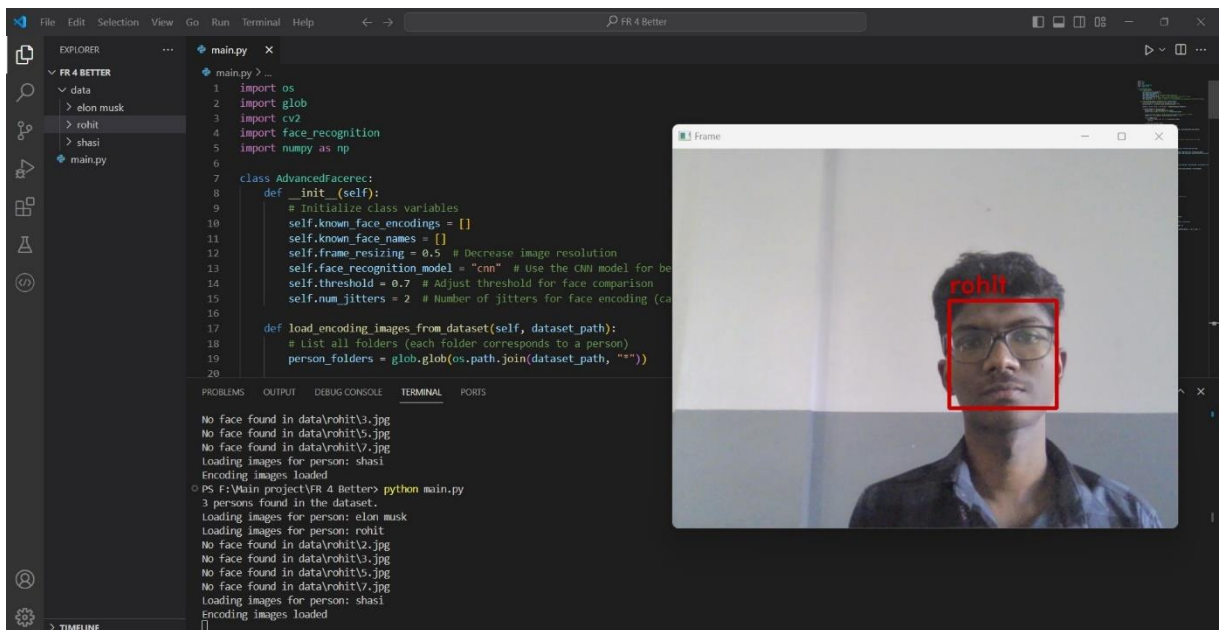 File Edit Selection View Go Run Terminal Help
FR 4 Better
EXPLORER
FR 4 BETTER
data
elon musk
rohit
shasi
main.py
TIMELINE
main.py
main.py > ...
1 import os
2 import glob
3 import cv2
4 import face_recognition
5 import numpy as np
6
7 class AdvancedFacerec:
8 def __init__(self):
9 # Initialize class variables
10 self.known_face_encodings = []
11 self.known_face_names = []
12 self.frame_resizing = 0.5 # Decrease image resolution
13 self.face_recognition_model = "cnn" # Use the CNN model for be
14 self.threshold = 0.7 # Adjust threshold for face comparison
15 self.num_jitters = 2 # Number of jitters for face encoding (ca
16
17 def load_encoding_images_from_dataset(self, dataset_path):
18 # List all folders (each folder corresponds to a person)
19 person_folders = glob.glob(os.path.join(dataset_path, "*"))
20
PROBLEMS OUTPUT DEBUG CONSOLE TERMINAL PORTS
No face found in data\rohit\3.jpg
No face found in data\rohit\5.jpg
No face found in data\rohit\7.jpg
Loading images for person: shasi
Encoding images loaded
PS F:\Main project\FR 4 Better> python main.py
3 persons found in the dataset.
Loading images for person: elon musk
Loading images for person: rohit
No face found in data\rohit\2.jpg
No face found in data\rohit\3.jpg
No face found in data\rohit\5.jpg
No face found in data\rohit\7.jpg
Loading images for person: shasi
Encoding images loaded
Frame
rohit